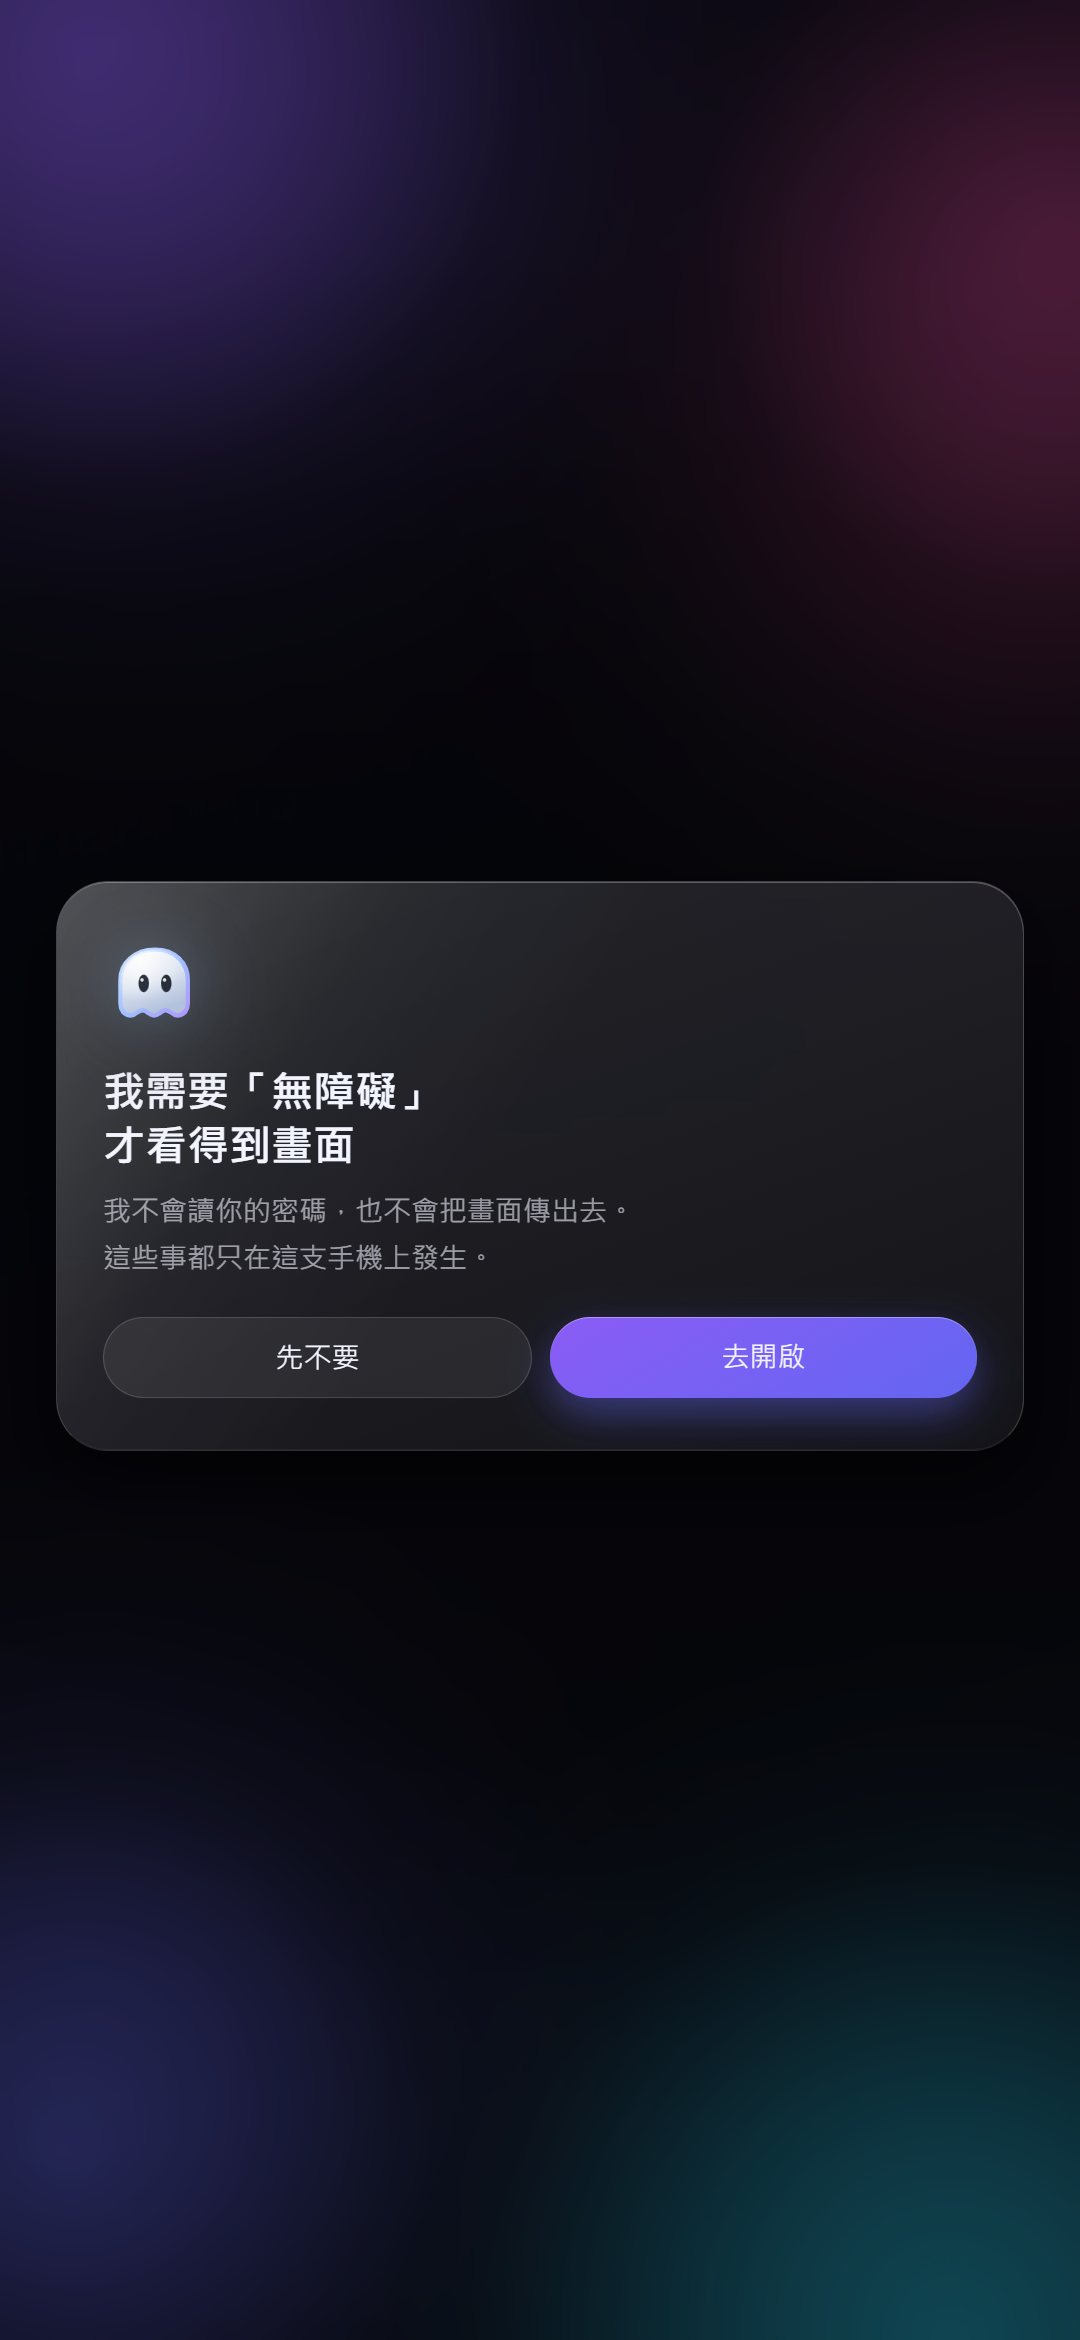 我需要「無障礙」
才看得到畫面
我不會讀你的密碼，也不會把畫面傳出去。
這些事都只在這支手機上發生。
先不要
去開啟